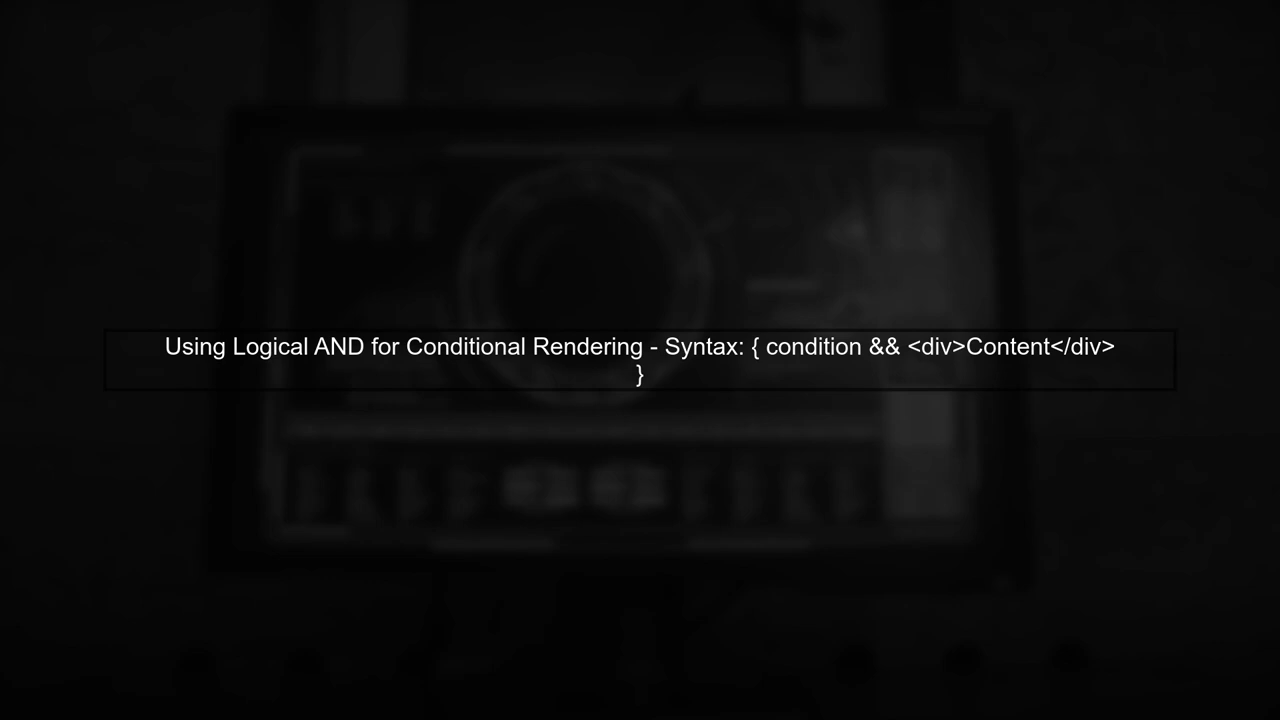 Using Logical AND for Conditional Rendering - Syntax: { condition && <div>Content</div>
}